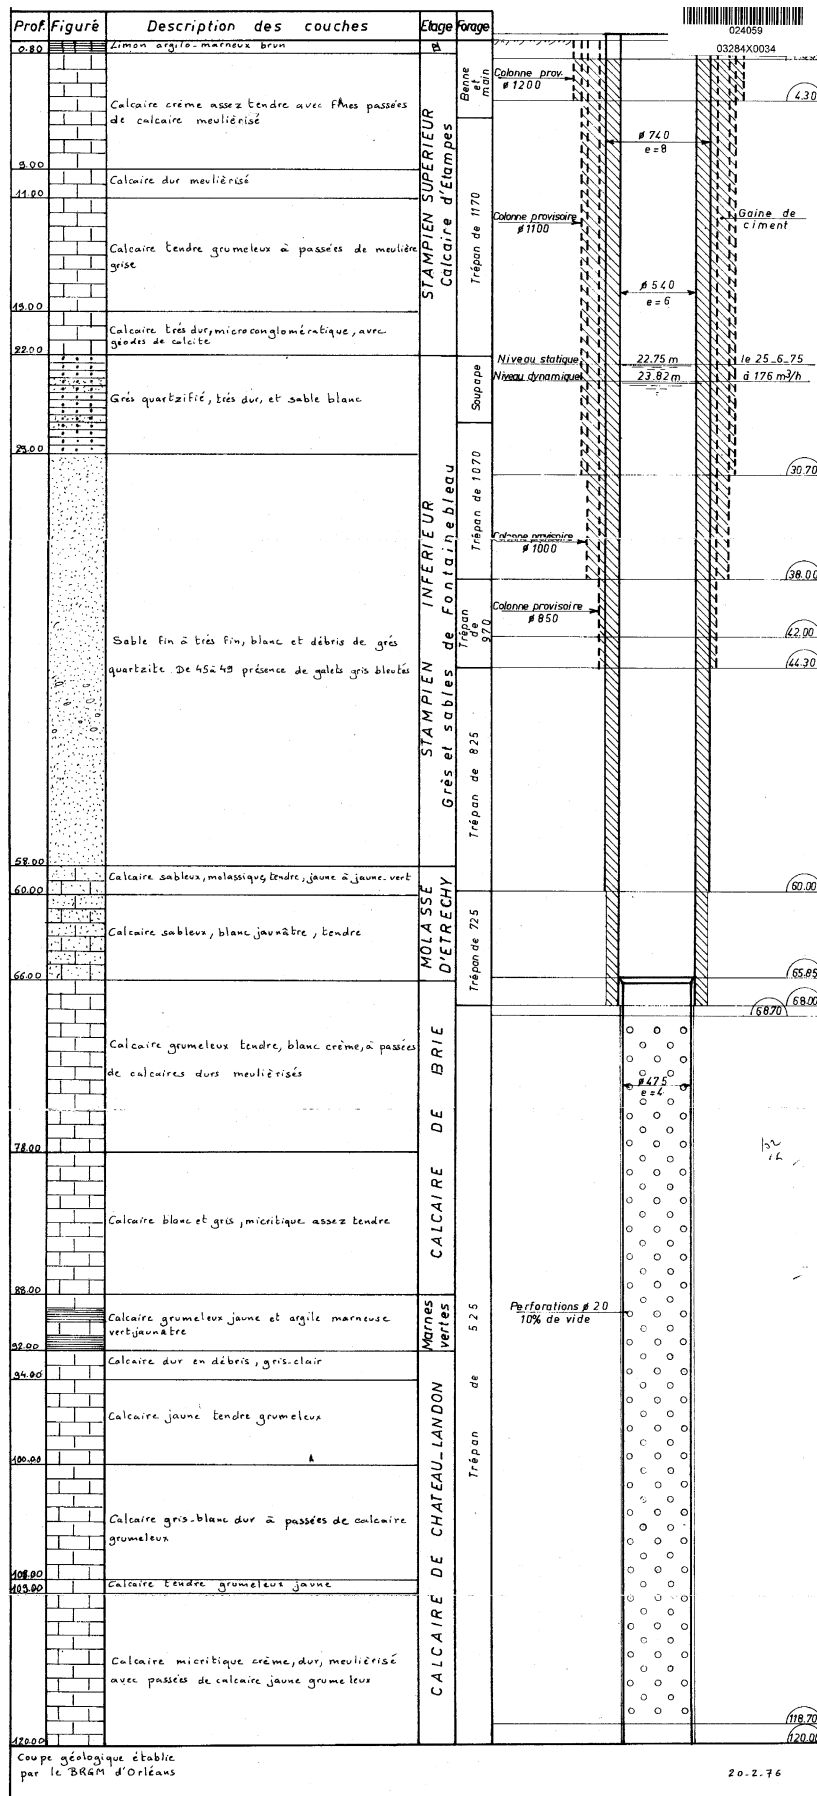 Prof. Figuré Description des couches Etage Forage
024059
03284X0034
Limon argilo-marneux brun
0.80
Calcaire crème assez tendre avec fines passées
de calcaire meuliérisé
9.00
Calcaire dur meuliérisé
11.00
Calcaire tendre grumeleux à passées de meulière
grise
19.00
Calcaire très dur, microconglomératique, avec
géodes de calcite
22.00
Grés quartzifié, très dur, et sable blanc
29.00
Sable fin à très fin, blanc et débris de grés
quartzite. De 45 à 49 présence de galets gris bleutés
58.00
Calcaire sableux, molassique, tendre, jaune à jaune-vert
60.00
Calcaire sableux, blanc jaunâtre, tendre
66.00
Calcaire grumeleux tendre, blanc crème, à passées
de calcaires durs meuliérisés
78.00
Calcaire blanc et gris, micritique assez tendre
88.00
Calcaire grumeleux jaune et argile marneuse
vert jaunâtre
92.00
Calcaire dur en débris, gris-clair
94.00
Calcaire jaune tendre grumeleux
100.00
Calcaire gris-blanc dur à passées de calcaire
grumeleux
108.00
Calcaire tendre grumeleux jaune
109.00
Calcaire micritique crème, dur, meuliérisé
avec passées de calcaire jaune grumeleux
120.00
STAMPIEN SUPERIEUR
Calcaire d'Etampes
STAMPIEN INFERIEUR
Grés et sables de Fontainebleau
MOLASSE
D'ETRECHY
CALCAIRE DE BRIE
Marnes
vertes
CALCAIRE DE CHATEAU_LANDON
Benne
et
main
Trépan de 1170
Soupape
Trépan de 1070
Trépan
de
970
Trépan de 825
Trépan de 725
Trépan de 525
Colonne prov.
ø 1200
4.30
ø 740
e = 8
Colonne provisoire
ø 1100
Gaine de
ciment
ø 540
e = 6
Niveau statique 22.75 m le 25_6_75
Niveau dynamique 23.82 m à 176 m³/h
30.70
Colonne provisoire
ø 1000
38.00
Colonne provisoire
ø 850
42.00
44.30
60.00
65.85
68.00
68.70
ø 475
e = 4
Perforations ø 20
10% de vide
118.70
120.00
Coupe géologique établie
par le BRGM d'Orléans
20-2-76